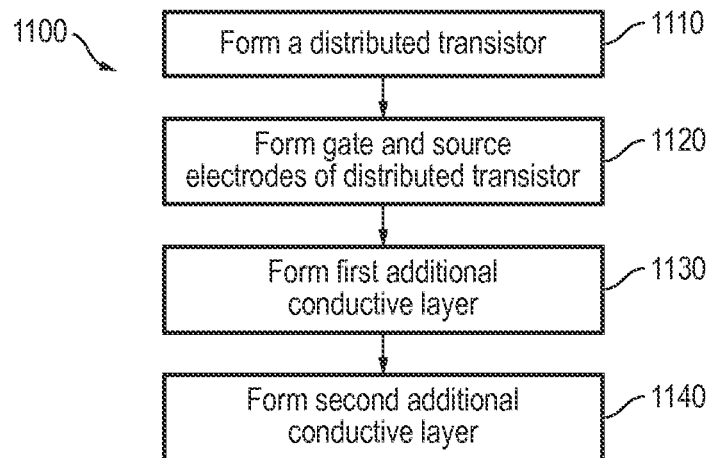 1100
Form a distributed transistor
1110
Form gate and source
electrodes of distributed transistor
1120
Form first additional
conductive layer
1130
Form second additional
conductive layer
1140